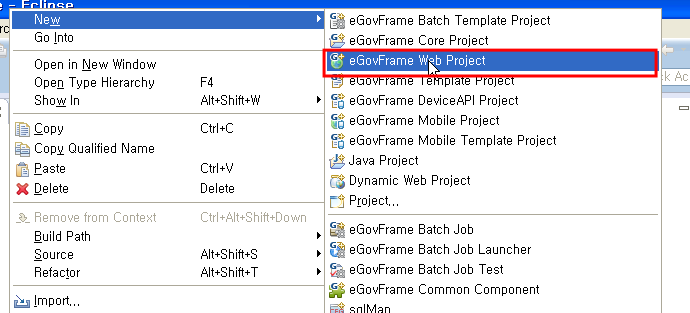 e - Eclipse
New
Go Into
Open in New Window
Open Type Hierarchy F4
Show In Alt+Shift+W
Copy Ctrl+C
Copy Qualified Name
Paste Ctrl+V
Delete Delete
Remove from Context Ctrl+Alt+Shift+Down
Build Path
Source Alt+Shift+S
Refactor Alt+Shift+T
Import...
eGovFrame Batch Template Project
eGovFrame Core Project
eGovFrame Web Project
eGovFrame Template Project
eGovFrame DeviceAPI Project
eGovFrame Mobile Project
eGovFrame Mobile Template Project
Java Project
Dynamic Web Project
Project...
eGovFrame Batch Job
eGovFrame Batch Job Launcher
eGovFrame Batch Job Test
eGovFrame Common Component
sqlMap